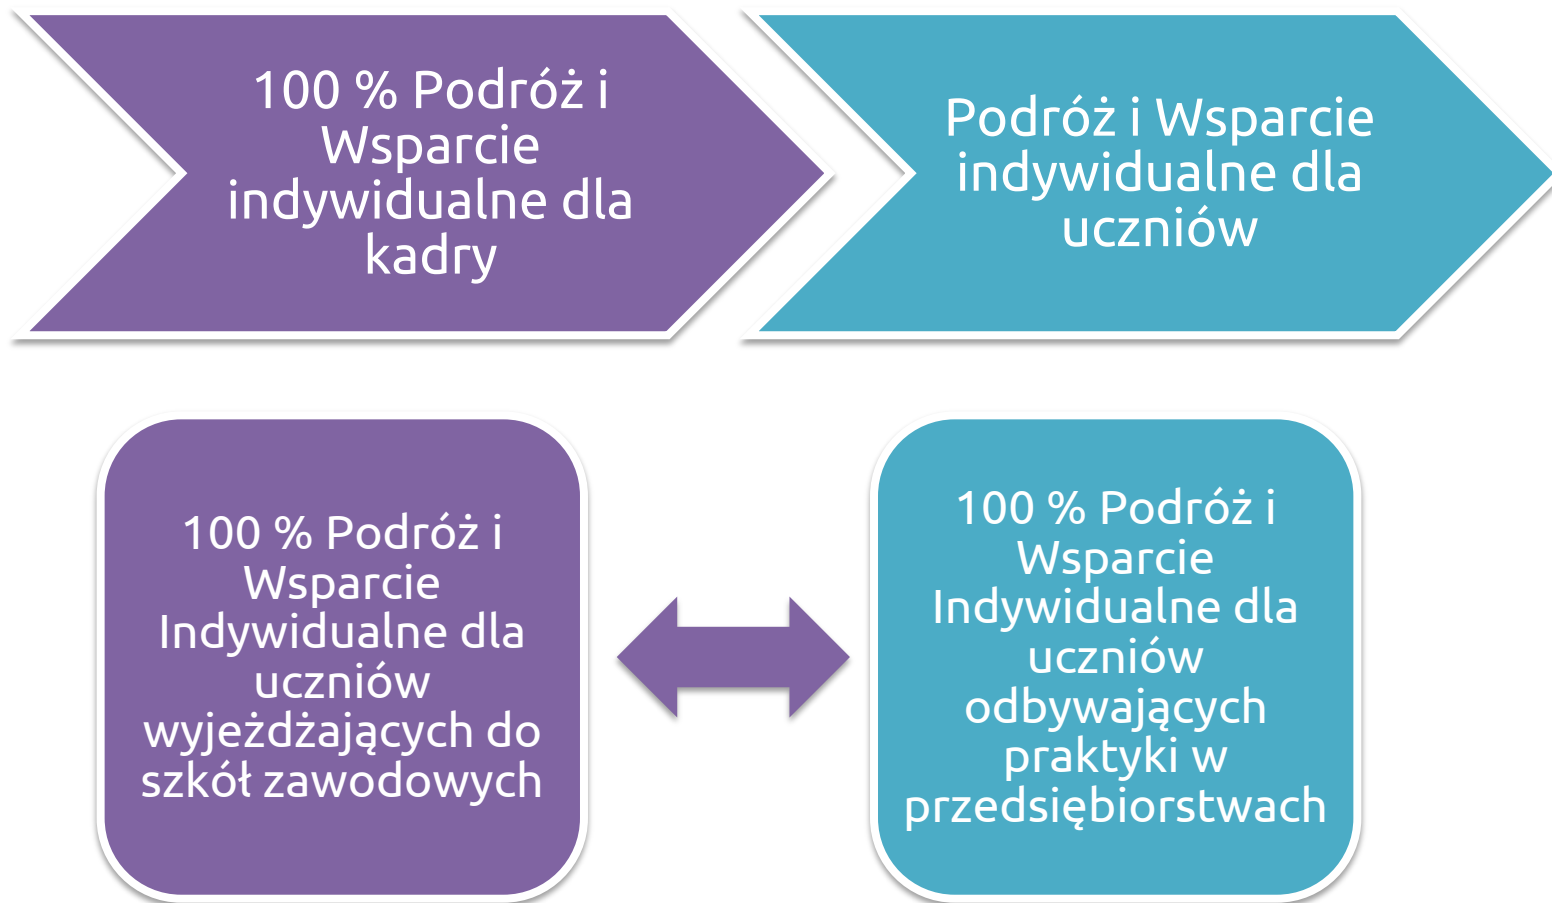 100 % Podróż i
Wsparcie
indywidualne dla
kadry
Podróż i Wsparcie
indywidualne dla
uczniów
100 % Podróż i
Wsparcie
Indywidualne dla
uczniów
wyjeżdżających do
szkół zawodowych
100 % Podróż i
Wsparcie
Indywidualne dla
uczniów
odbywających
praktyki w
przedsiębiorstwach